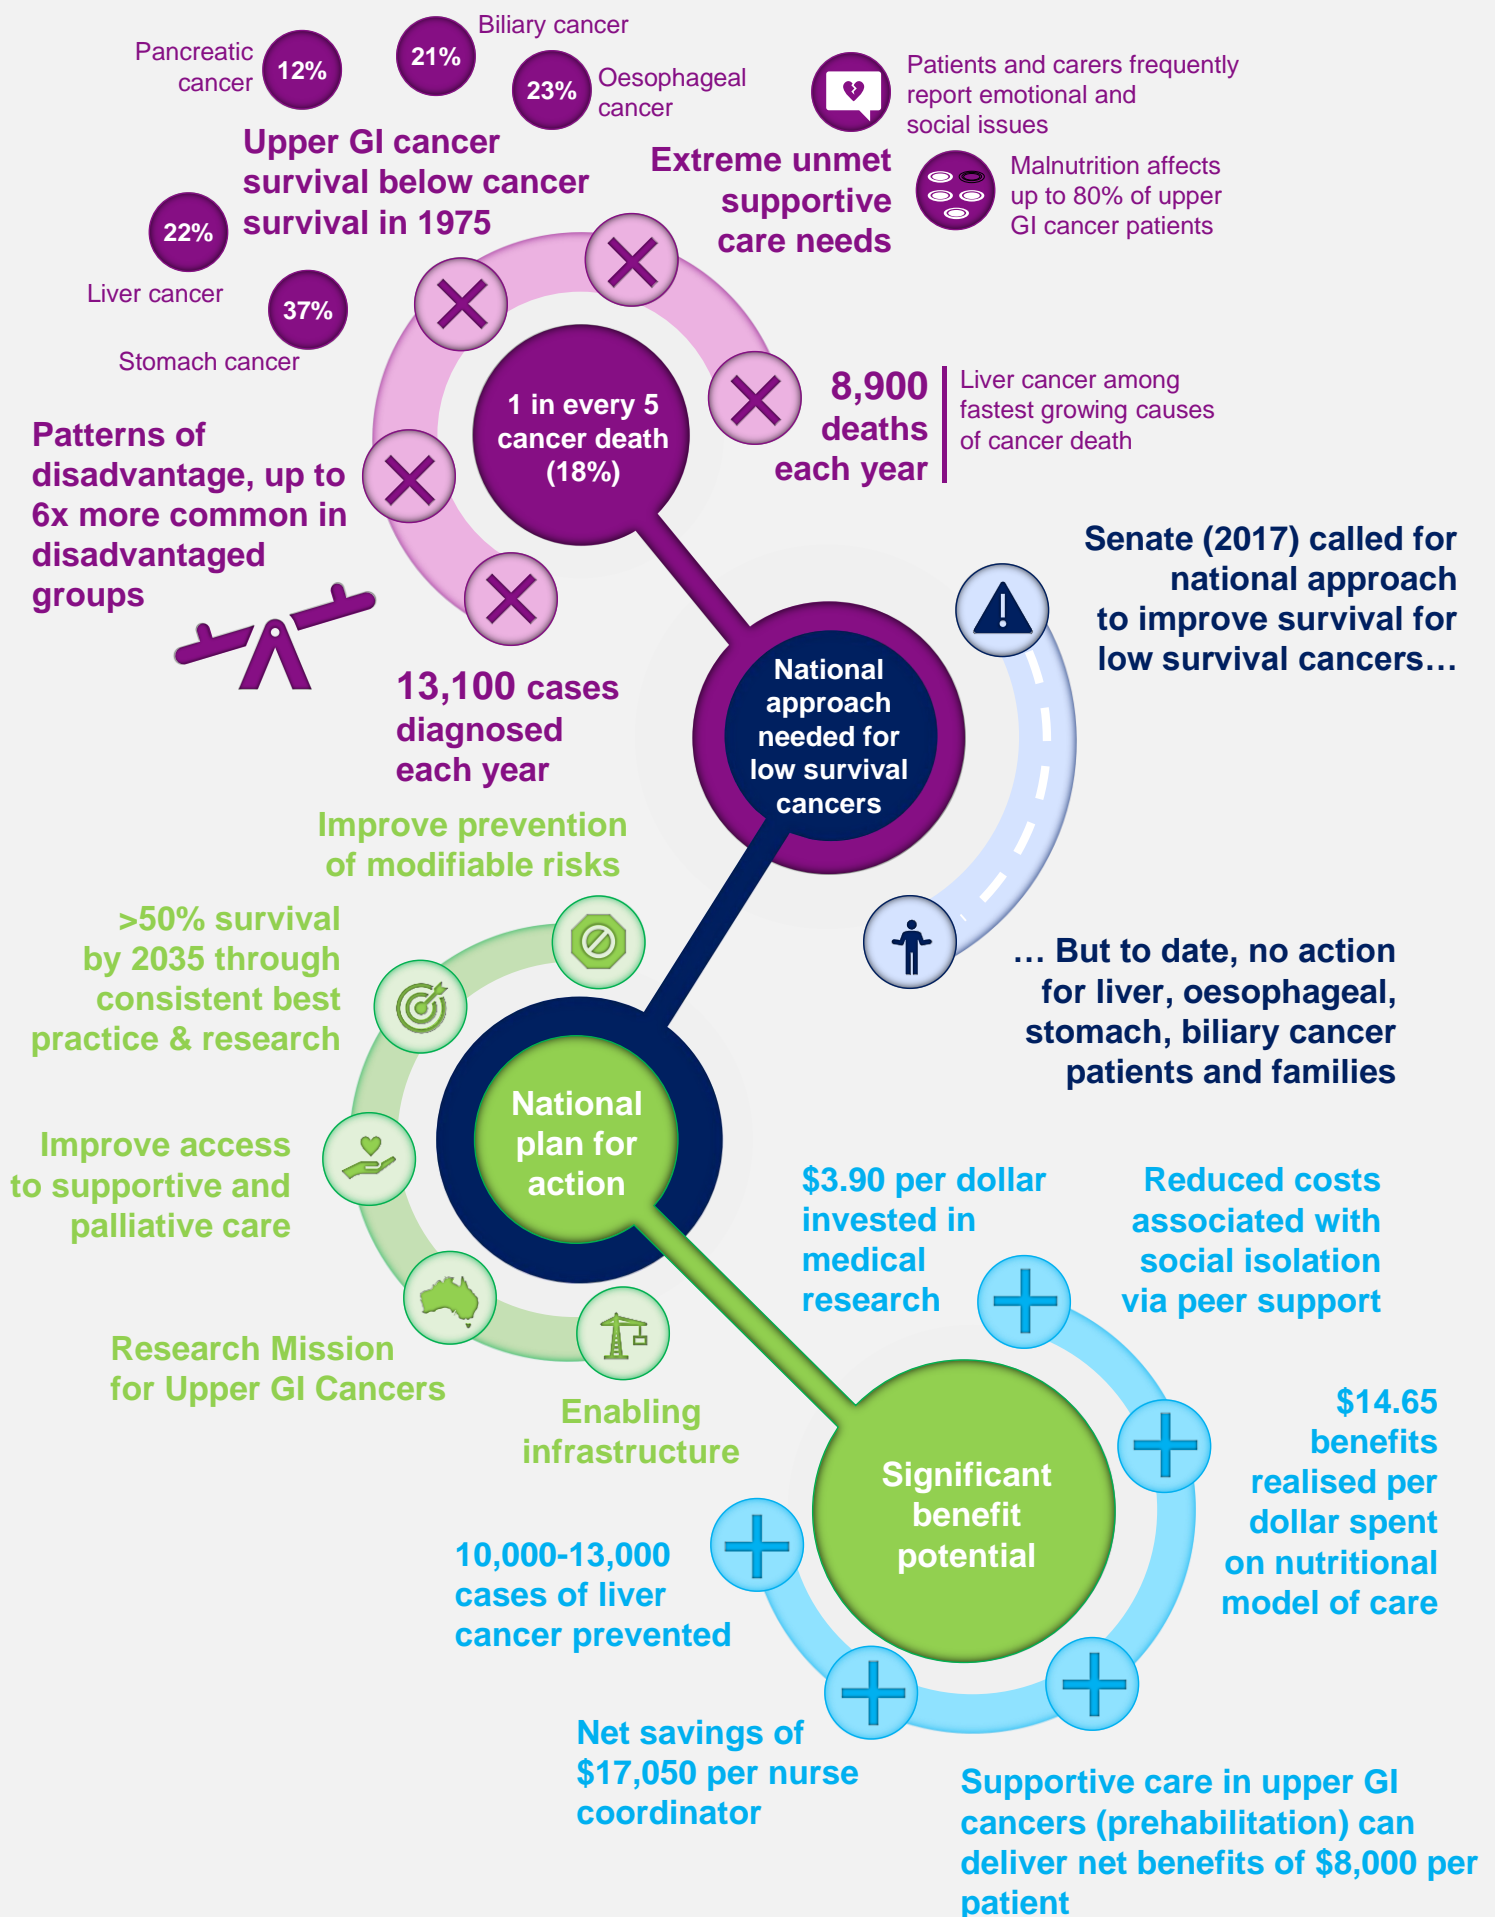 Pancreatic
cancer
12%
21%
Biliary cancer
23%
Oesophageal
cancer
Upper GI cancer
survival below cancer
survival in 1975
22%
Liver cancer
37%
Stomach cancer
Patients and carers frequently
report emotional and
social issues
Extreme unmet
supportive
care needs
Malnutrition affects
up to 80% of upper
GI cancer patients
1 in every 5
cancer death
(18%)
8,900
deaths
each year
Liver cancer among
fastest growing causes
of cancer death
Patterns of
disadvantage, up to
6x more common in
disadvantaged
groups
13,100 cases
diagnosed
each year
National
approach
needed for
low survival
cancers
Senate (2017) called for
national approach
to improve survival for
low survival cancers…
… But to date, no action
for liver, oesophageal,
stomach, biliary cancer
patients and families
Improve prevention
of modifiable risks
>50% survival
by 2035 through
consistent best
practice & research
Improve access
to supportive and
palliative care
Research Mission
for Upper GI Cancers
Enabling
infrastructure
National
plan for
action
$3.90 per dollar
invested in
medical
research
Reduced costs
associated with
social isolation
via peer support
$14.65
benefits
realised per
dollar spent
on nutritional
model of care
Significant
benefit
potential
10,000-13,000
cases of liver
cancer prevented
Net savings of
$17,050 per nurse
coordinator
Supportive care in upper GI
cancers (prehabilitation) can
deliver net benefits of $8,000 per
patient